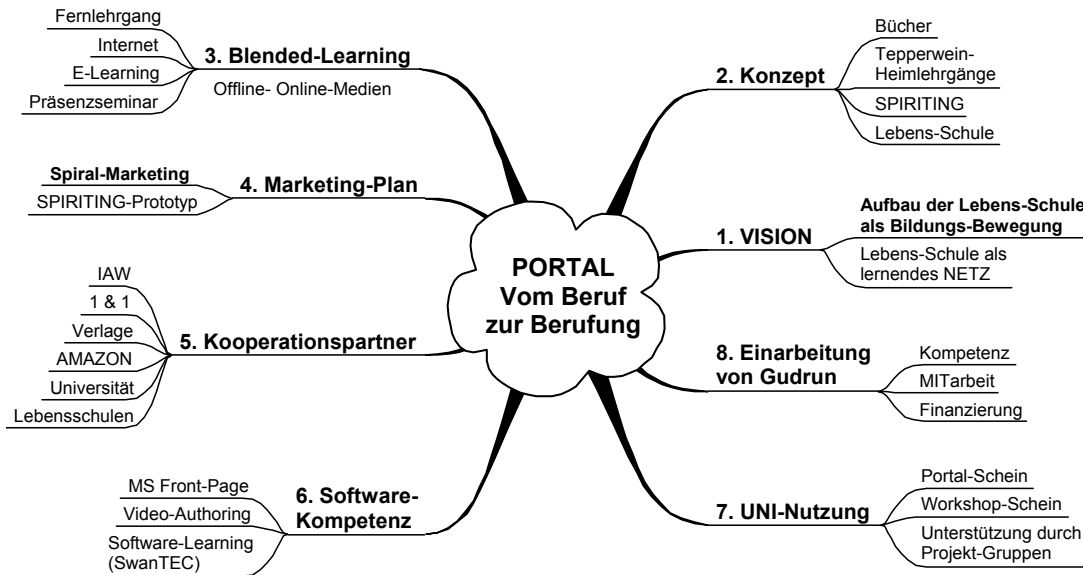 PORTAL
Vom Beruf
zur Berufung
1. VISION
Aufbau der Lebens-Schule
als Bildungs-Bewegung
Lebens-Schule als
lernendes NETZ
2. Konzept
Bücher
Tepperwein-
Heimlehrgänge
SPIRITING
Lebens-Schule
3. Blended-Learning
Offline- Online-Medien
Fernlehrgang
Internet
E-Learning
Präsenzseminar
4. Marketing-Plan
Spiral-Marketing
SPIRITING-Prototyp
5. Kooperationspartner
IAW
1 & 1
Verlage
AMAZON
Universität
Lebensschulen
6. Software-
Kompetenz
MS Front-Page
Video-Authoring
Software-Learning
(SwanTEC)
7. UNI-Nutzung
Portal-Schein
Workshop-Schein
Unterstützung durch
Projekt-Gruppen
8. Einarbeitung
von Gudrun
Kompetenz
MITarbeit
Finanzierung